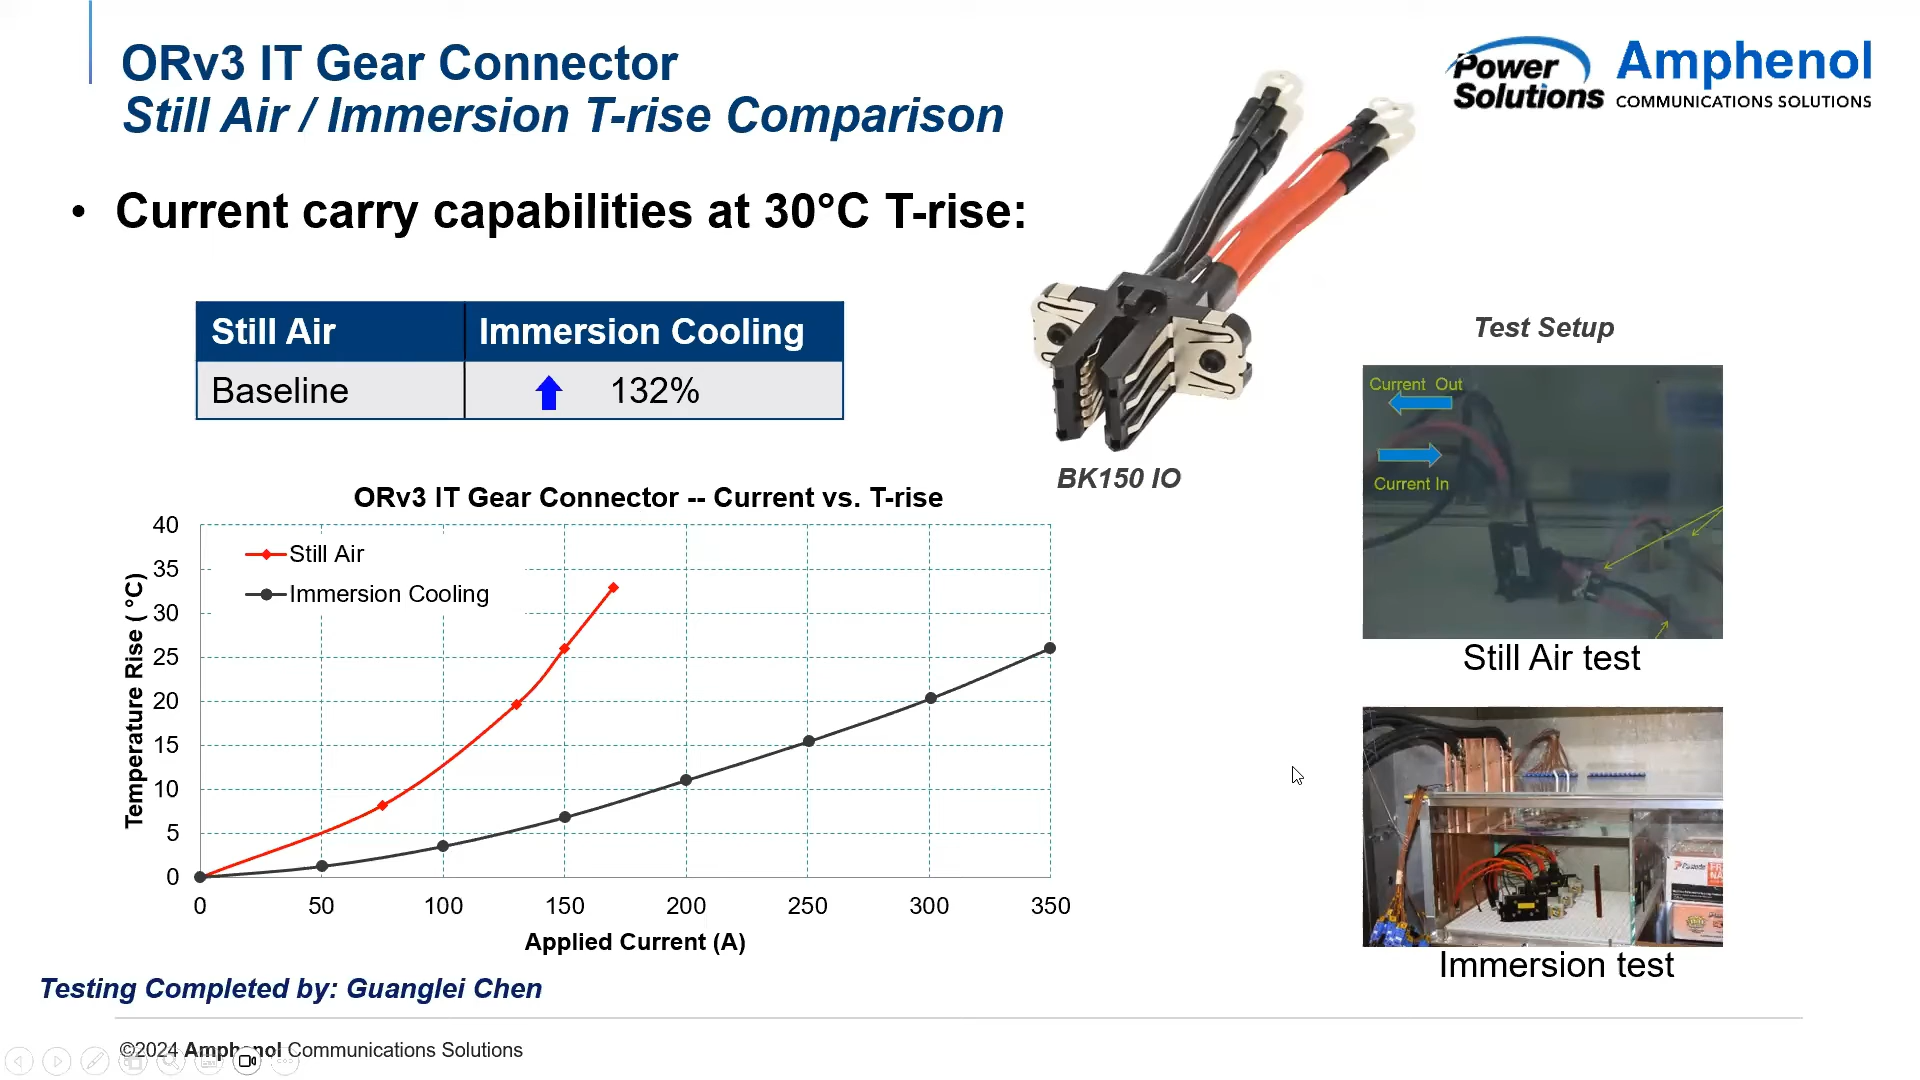 ORv3 IT Gear Connector
Still Air / Immersion T-rise Comparison
Power
Solutions
Amphenol
COMMUNICATIONS SOLUTIONS
• Current carry capabilities at 30°C T-rise:
Still Air Immersion Cooling
Baseline 132%
BK150 IO
Test Setup
Current Out
Current In
Still Air test
Immersion test
ORv3 IT Gear Connector -- Current vs. T-rise
Still Air
Immersion Cooling
Temperature Rise ( °C)
40
35
30
25
20
15
10
5
0
0 50 100 150 200 250 300 350
Applied Current (A)
Testing Completed by: Guanglei Chen
©2024 Amphenol Communications Solutions